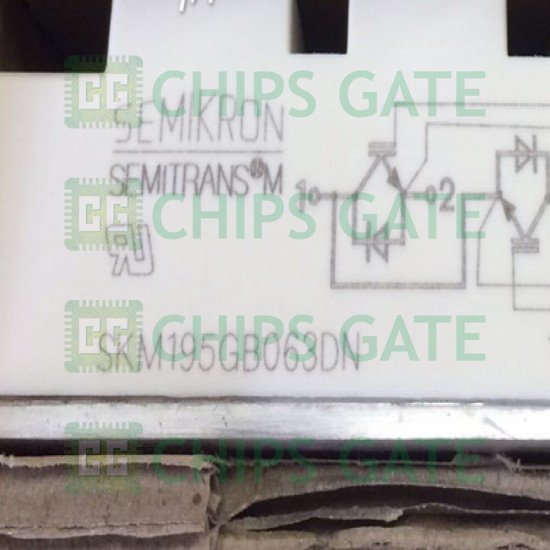 CHIPS GATE
SEMIKRON
SEMITRANS®M
1 2
CHIPS GATE
SKM195GB063DN
CHIPS GATE
CHIPS GATE